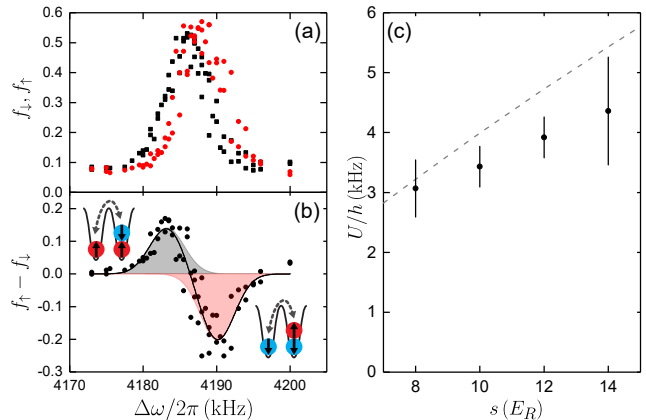 (a)
0.6
0.5
0.4
0.3
0.2
0.1
0.0
f↓, f↑
(b)
0.2
0.1
0.0
-0.1
-0.2
-0.3
f↑ − f↓
4170 4180 4190 4200
Δω/2π (kHz)
(c)
6
5
4
3
2
1
0
U/h (kHz)
8 10 12 14
s (E_R)